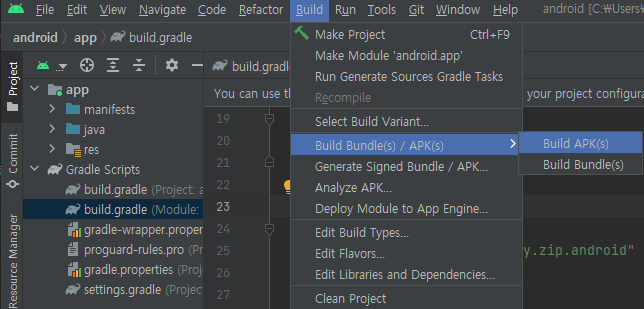 File Edit View Navigate Code Refactor Build Run Tools Git Window Help android [C:₩Users₩
android app build.gradle
Make Project Ctrl+F9
android
Make Module 'android.app'
build.gradle
Run Generate Sources Gradle Tasks
app
You can use the
Recompile
your project configura
manifests
19
Select Build Variant...
java
20
Build Bundle(s) / APK(s)
Build APK(s)
res
21
Generate Signed Bundle / APK...
Build Bundle(s)
Gradle Scripts
22
Analyze APK...
build.gradle (Project: a
23
Deploy Module to App Engine...
build.gradle (Module:
24
Edit Build Types...
gradle-wrapper.proper
25
y.zip.android"
Edit Flavors...
proguard-rules.pro
26
Edit Libraries and Dependencies...
gradle.properties
27
Clean Project
settings.gradle
Project
Commit
Resource Manager